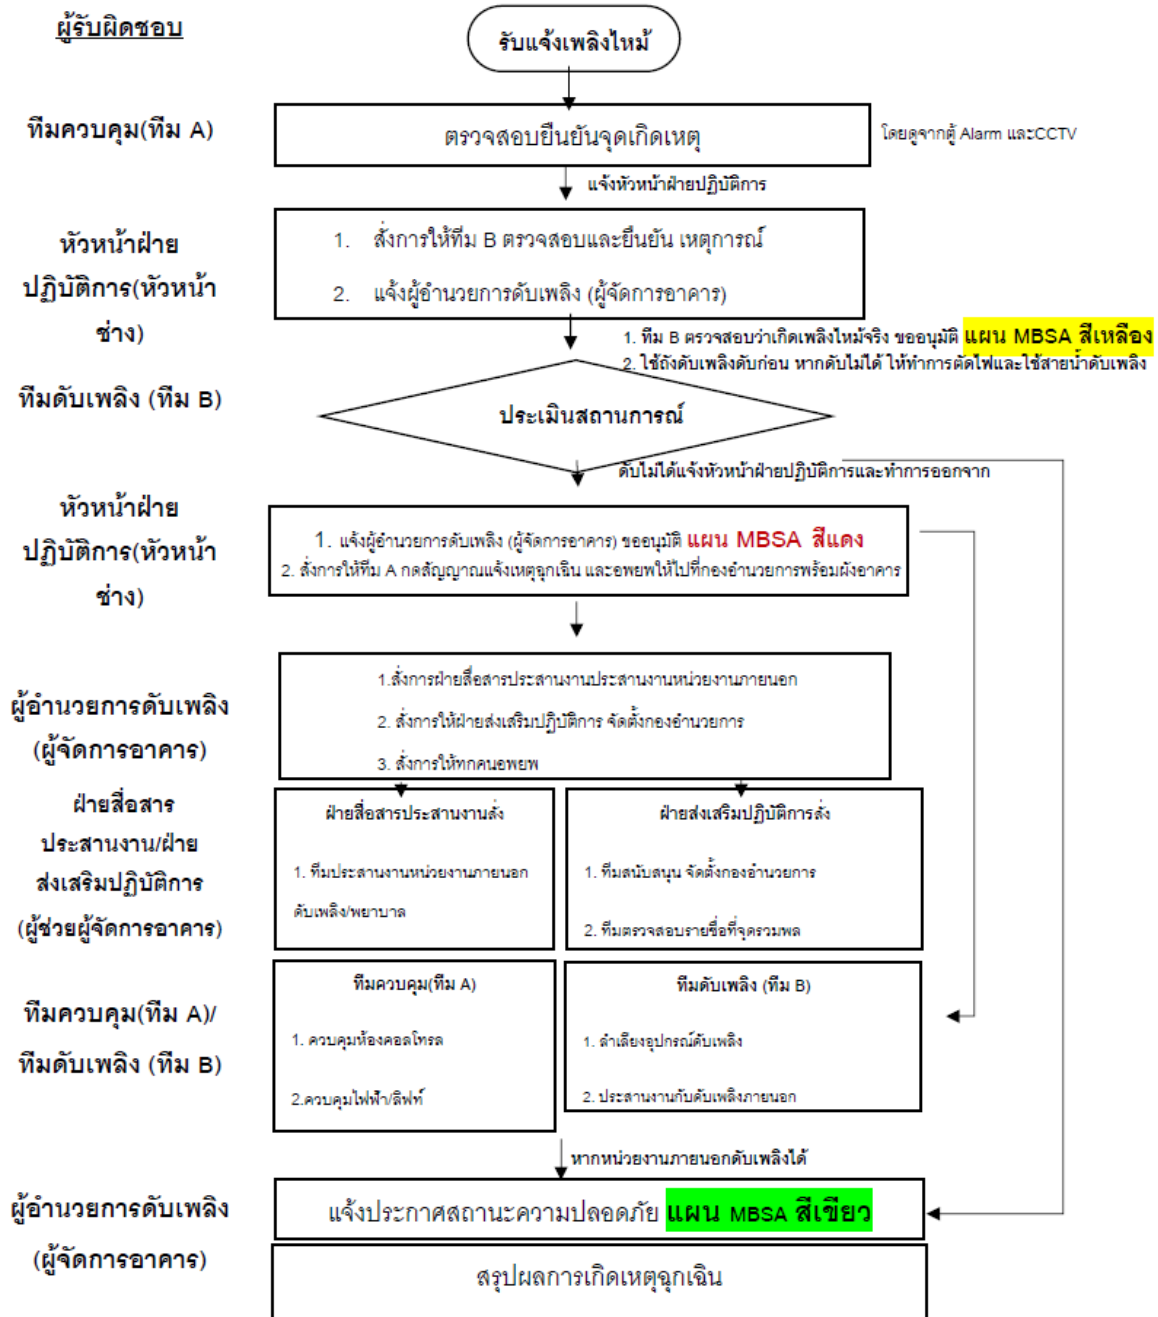 ผู้รับผิดชอบ
รับแจ้งเพลิงไหม้
ทีมควบคุม(ทีม A)
ตรวจสอบยืนยันจุดเกิดเหตุ
โดยดูจากตู้ Alarm และCCTV
แจ้งหัวหน้าฝ่ายปฏิบัติการ
หัวหน้าฝ่าย
ปฏิบัติการ(หัวหน้า
ช่าง)
1. สั่งการให้ทีม B ตรวจสอบและยืนยัน เหตุการณ์
2. แจ้งผู้อำนวยการดับเพลิง (ผู้จัดการอาคาร)
1. ทีม B ตรวจสอบว่าเกิดเพลิงไหม้จริง ขออนุมัติ แผน MBSA สีเหลือง
2. ใช้ถังดับเพลิงดับก่อน หากดับไม่ได้ ให้ทำการตัดไฟและใช้สายน้ำดับเพลิง
ทีมดับเพลิง (ทีม B)
ประเมินสถานการณ์
ดับไม่ได้แจ้งหัวหน้าฝ่ายปฏิบัติการและทำการออกจาก
หัวหน้าฝ่าย
ปฏิบัติการ(หัวหน้า
ช่าง)
1. แจ้งผู้อำนวยการดับเพลิง (ผู้จัดการอาคาร) ขออนุมัติ แผน MBSA สีแดง
2. สั่งการให้ทีม A กดสัญญาณแจ้งเหตุฉุกเฉิน และอพยพให้ไปที่กองอำนวยการพร้อมผังอาคาร
ผู้อำนวยการดับเพลิง
(ผู้จัดการอาคาร)
1.สั่งการฝ่ายสื่อสารประสานงานประสานงานหน่วยงานภายนอก
2. สั่งการให้ฝ่ายส่งเสริมปฏิบัติการ จัดตั้งกองอำนวยการ
3. สั่งการให้ทุกคนอพยพ
ฝ่ายสื่อสาร
ประสานงาน/ฝ่าย
ส่งเสริมปฏิบัติการ
(ผู้ช่วยผู้จัดการอาคาร)
ฝ่ายสื่อสารประสานงานสั่ง
1. ทีมประสานงานหน่วยงานภายนอก
ดับเพลิง/พยาบาล
ฝ่ายส่งเสริมปฏิบัติการสั่ง
1. ทีมสนับสนุน จัดตั้งกองอำนวยการ
2. ทีมตรวจสอบรายชื่อที่จุดรวมพล
ทีมควบคุม(ทีม A)/
ทีมดับเพลิง (ทีม B)
ทีมควบคุม(ทีม A)
1. ควบคุมห้องคอลโทรล
2.ควบคุมไฟฟ้า/ลิฟท์
ทีมดับเพลิง (ทีม B)
1. ลำเลียงอุปกรณ์ดับเพลิง
2. ประสานงานกับดับเพลิงภายนอก
หากหน่วยงานภายนอกดับเพลิงได้
ผู้อำนวยการดับเพลิง
(ผู้จัดการอาคาร)
แจ้งประกาศสถานะความปลอดภัย แผน MBSA สีเขียว
สรุปผลการเกิดเหตุฉุกเฉิน